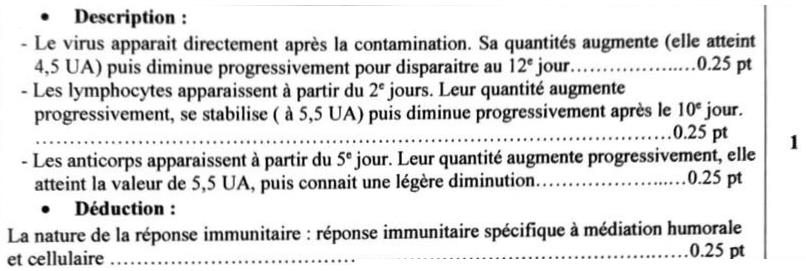 • Description :
- Le virus apparait directement après la contamination. Sa quantités augmente (elle atteint
4,5 UA) puis diminue progressivement pour disparaitre au 12e jour.....................0.25 pt
- Les lymphocytes apparaissent à partir du 2e jours. Leur quantité augmente
progressivement, se stabilise ( à 5,5 UA) puis diminue progressivement après le 10e jour.
.....................................................................................................0.25 pt
- Les anticorps apparaissent à partir du 5e jour. Leur quantité augmente progressivement, elle
atteint la valeur de 5,5 UA, puis connait une légère diminution........................0.25 pt
• Déduction :
La nature de la réponse immunitaire : réponse immunitaire spécifique à médiation humorale
et cellulaire .....................................................................................0.25 pt
1